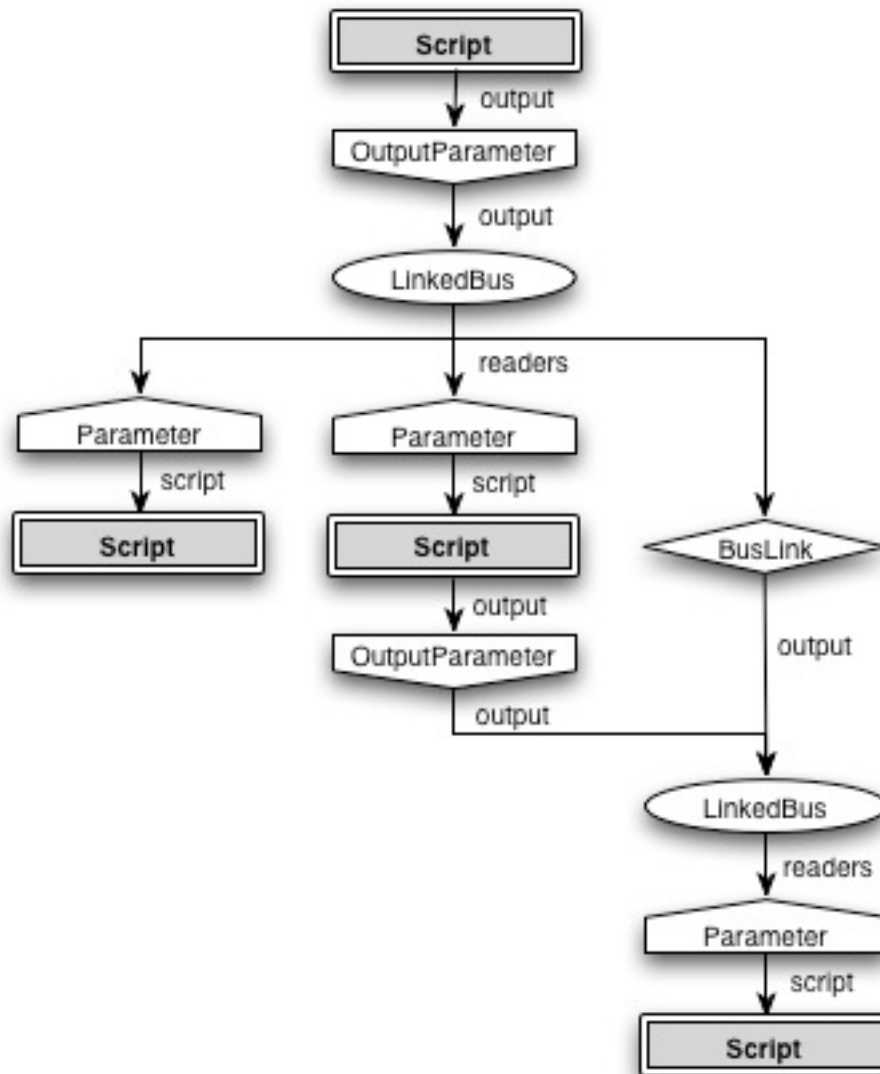 Script
output
OutputParameter
output
LinkedBus
readers
Parameter
Parameter
script
script
Script
Script
BusLink
output
OutputParameter
output
output
LinkedBus
readers
Parameter
script
Script